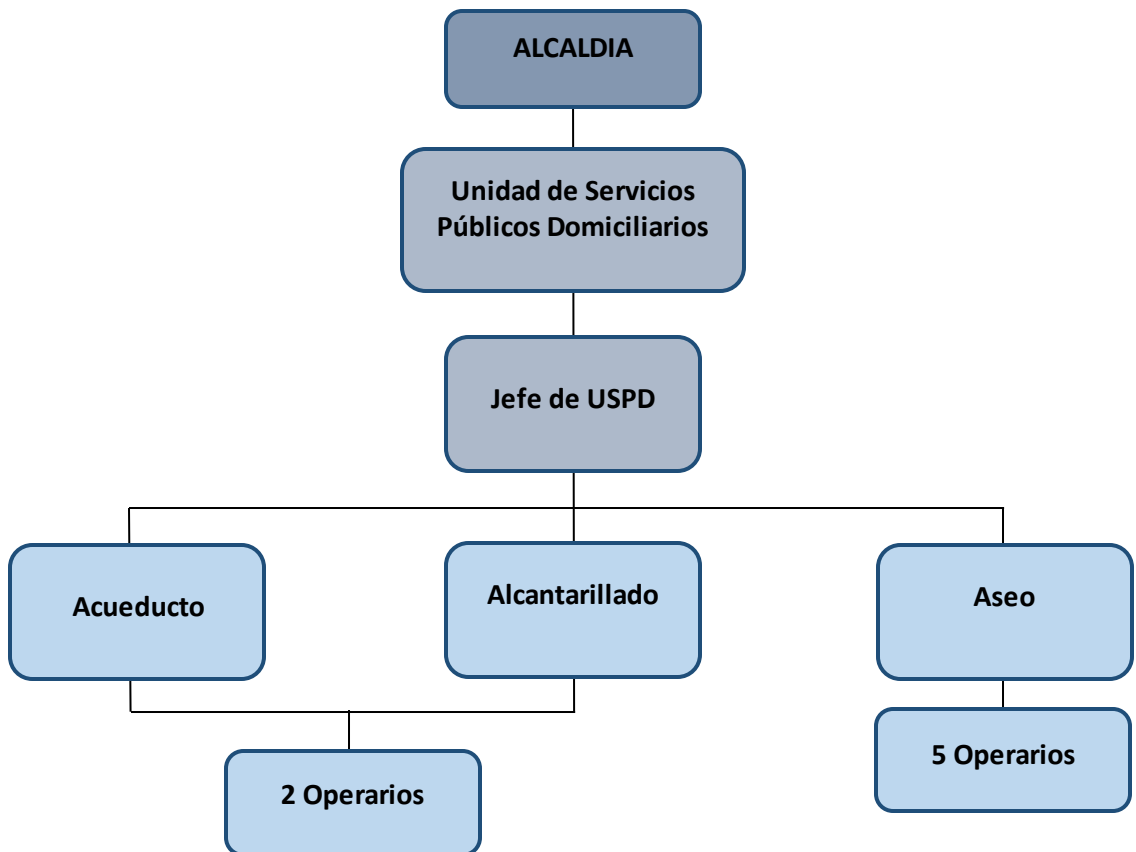 ALCALDIA
Unidad de Servicios
Públicos Domiciliarios
Jefe de USPD
Acueducto
Alcantarillado
Aseo
2 Operarios
5 Operarios